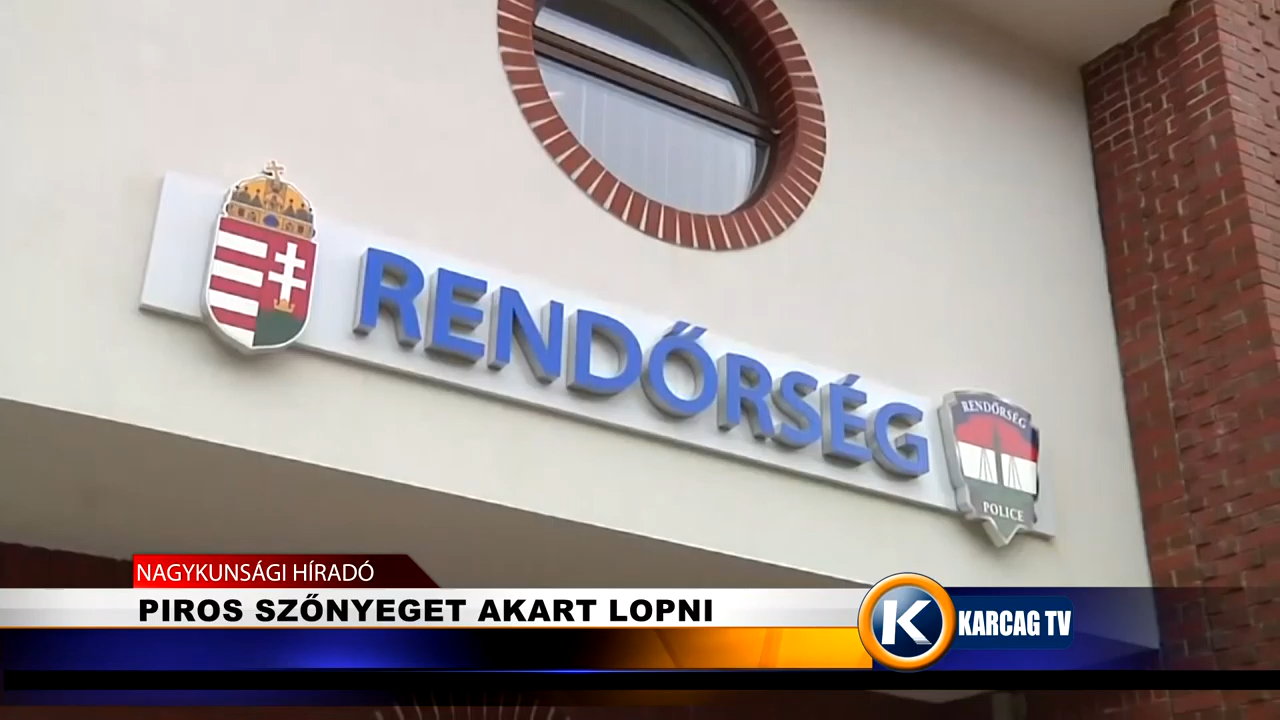 RENDŐRSÉG
RENDŐRSÉG
POLICE
NAGYKUNSÁGI HÍRADÓ
PIROS SZŐNYEGET AKART LOPNI
K KARCAG TV